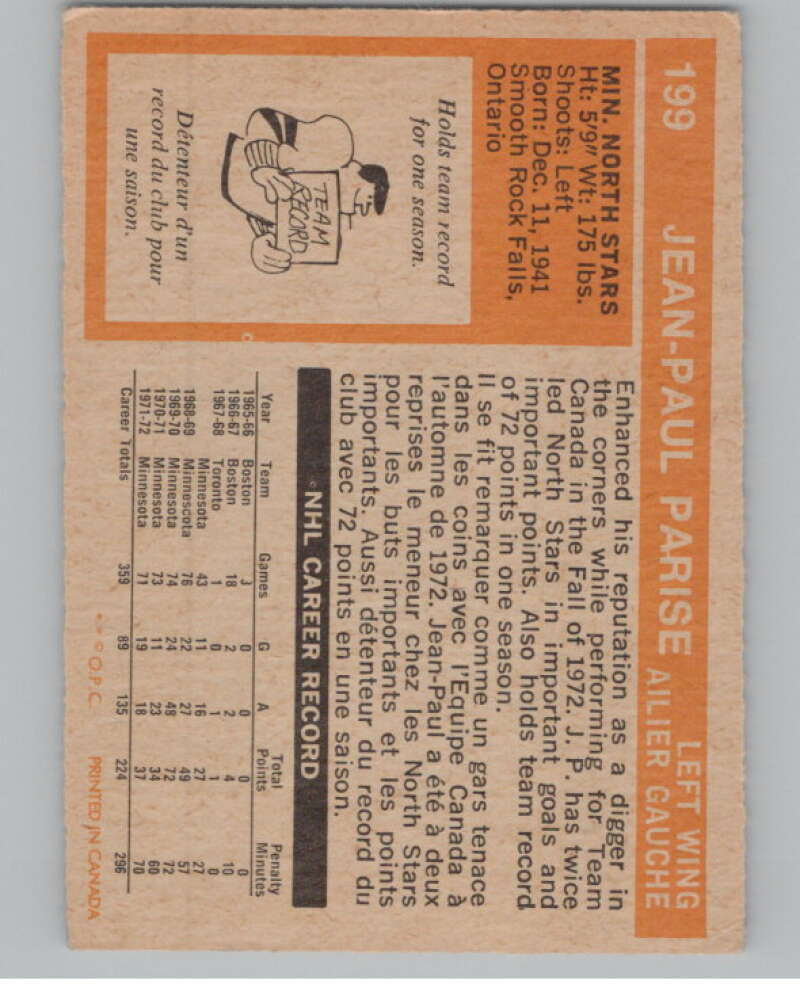 199 JEAN-PAUL PARISE LEFT WING
AILIER GAUCHE
MIN. NORTH STARS
Ht: 5'9" Wt: 175 lbs.
Shoots: Left
Born: Dec. 11, 1941
Smooth Rock Falls,
Ontario
Holds team record
for one season.
TEAM
RECORD
Détenteur d'un
record du club pour
une saison.
Enhanced his reputation as a digger in
the corners while performing for Team
Canada in the Fall of 1972. J. P. has twice
led North Stars in important goals and
important points. Also holds team record
of 72 points in one season.
Il se fit remarquer comme un gars tenace
dans les coins avec l'Equipe Canada à
l'automne de 1972. Jean-Paul a été à deux
reprises le meneur chez les North Stars
pour les buts importants et les points
importants. Aussi détenteur du record du
club avec 72 points en une saison.
NHL CAREER RECORD
Year Team Games G A Total Points Penalty Minutes
1965-66 Boston 3 0 0 0 0
1966-67 Boston 18 2 2 4 10
1967-68 Toronto 1 0 1 1 0
Minnesota 43 11 16 27 27
1968-69 Minnesota 76 22 27 49 57
1969-70 Minnesota 74 24 48 72 72
1970-71 Minnesota 73 11 23 34 60
1971-72 Minnesota 71 19 18 37 70
Career Totals 359 89 135 224 296
© O.P.C. PRINTED IN CANADA